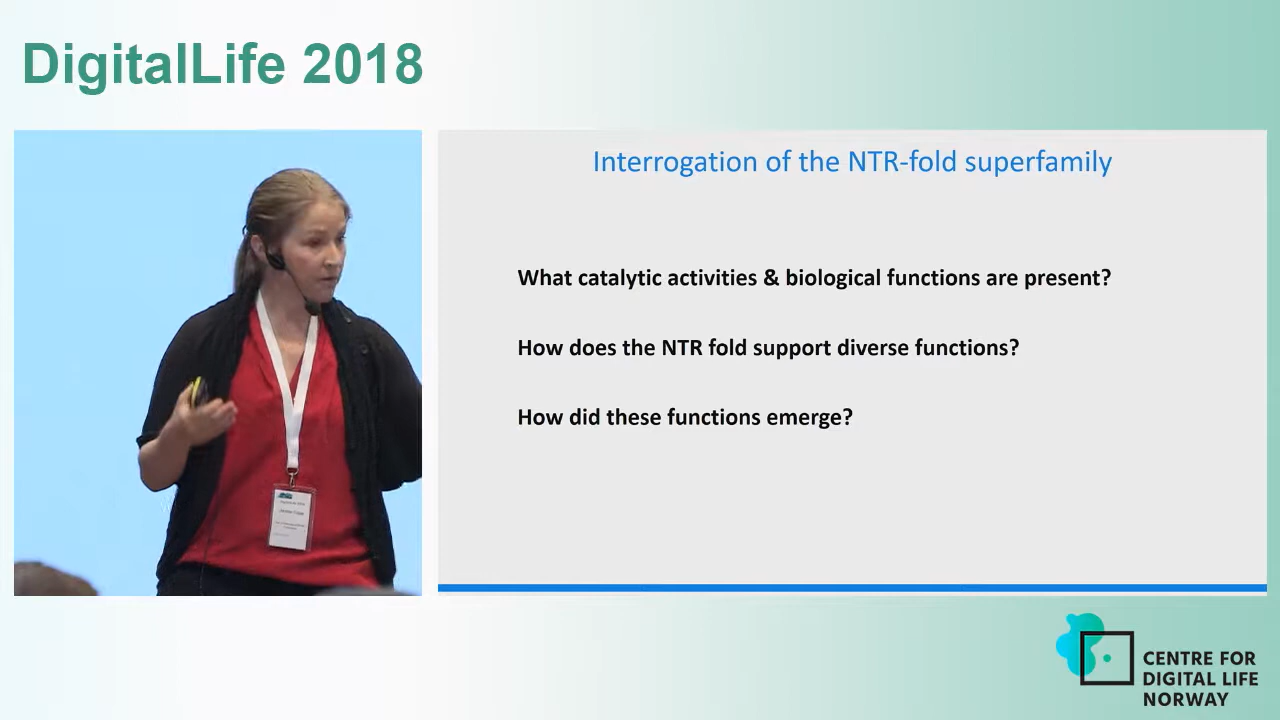 DigitalLife 2018
Interrogation of the NTR-fold superfamily
What catalytic activities & biological functions are present?
How does the NTR fold support diverse functions?
How did these functions emerge?
CENTRE FOR
DIGITAL LIFE
NORWAY